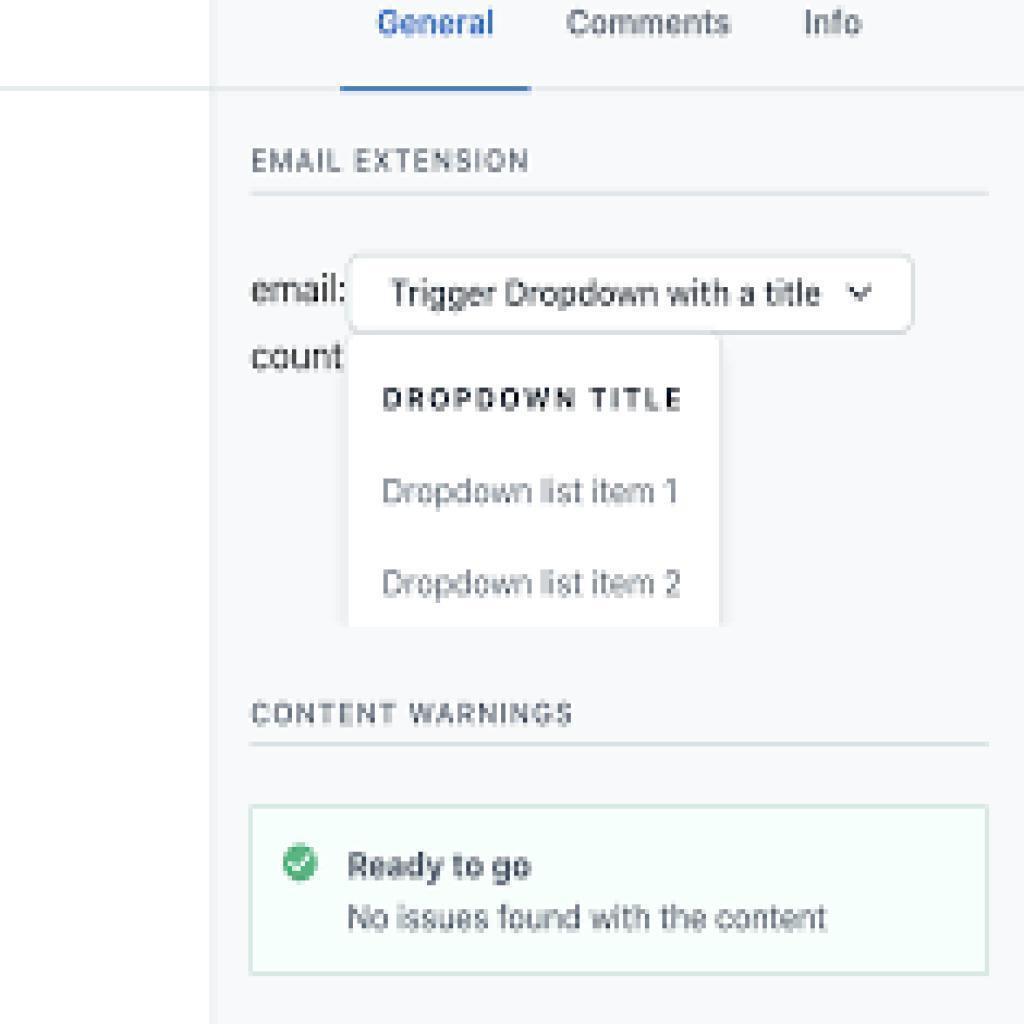 General Comments Info
EMAIL EXTENSION
email: Trigger Dropdown with a title
count
DROPDOWN TITLE
Dropdown list item 1
Dropdown list item 2
CONTENT WARNINGS
Ready to go
No issues found with the content